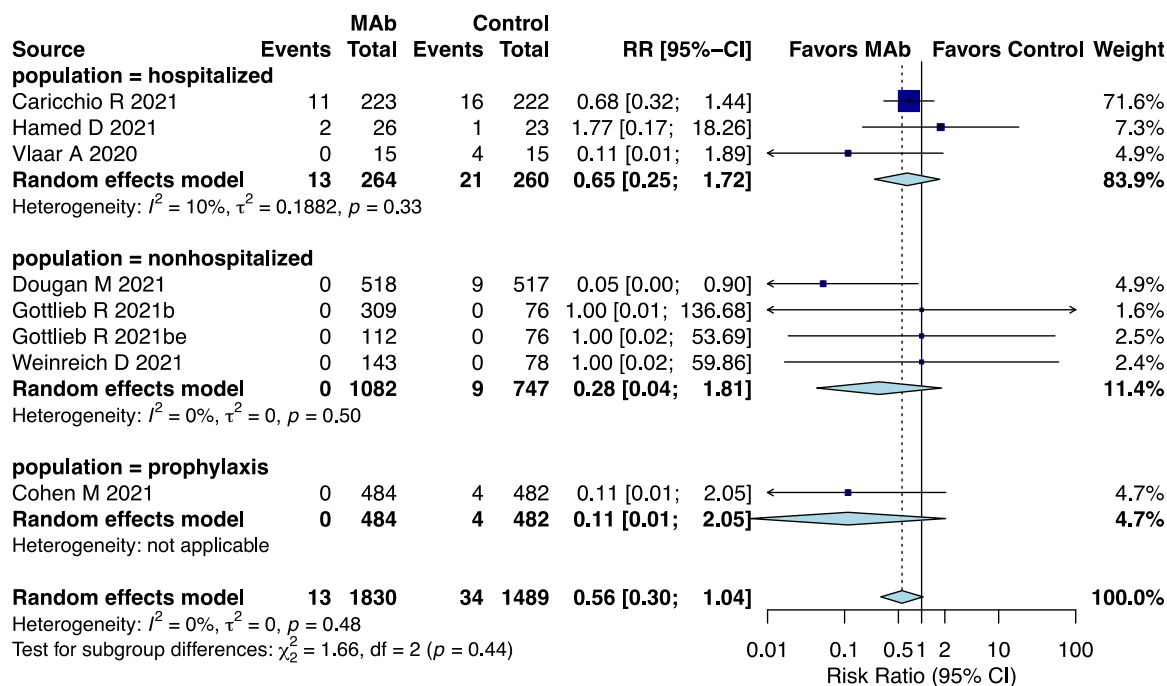 MAb Control
Source Events Total Events Total RR [95%−CI] Favors MAb Favors Control Weight
population = hospitalized
Caricchio R 2021 11 223 16 222 0.68 [0.32; 1.44] 71.6%
Hamed D 2021 2 26 1 23 1.77 [0.17; 18.26] 7.3%
Vlaar A 2020 0 15 4 15 0.11 [0.01; 1.89] 4.9%
Random effects model 13 264 21 260 0.65 [0.25; 1.72] 83.9%
Heterogeneity: I² = 10%, τ² = 0.1882, p = 0.33
population = nonhospitalized
Dougan M 2021 0 518 9 517 0.05 [0.00; 0.90] 4.9%
Gottlieb R 2021b 0 309 0 76 1.00 [0.01; 136.68] 1.6%
Gottlieb R 2021be 0 112 0 76 1.00 [0.02; 53.69] 2.5%
Weinreich D 2021 0 143 0 78 1.00 [0.02; 59.86] 2.4%
Random effects model 0 1082 9 747 0.28 [0.04; 1.81] 11.4%
Heterogeneity: I² = 0%, τ² = 0, p = 0.50
population = prophylaxis
Cohen M 2021 0 484 4 482 0.11 [0.01; 2.05] 4.7%
Random effects model 0 484 4 482 0.11 [0.01; 2.05] 4.7%
Heterogeneity: not applicable
Random effects model 13 1830 34 1489 0.56 [0.30; 1.04] 100.0%
Heterogeneity: I² = 0%, τ² = 0, p = 0.48
Test for subgroup differences: χ₂² = 1.66, df = 2 (p = 0.44)
0.01 0.1 0.5 1 2 10 100
Risk Ratio (95% CI)